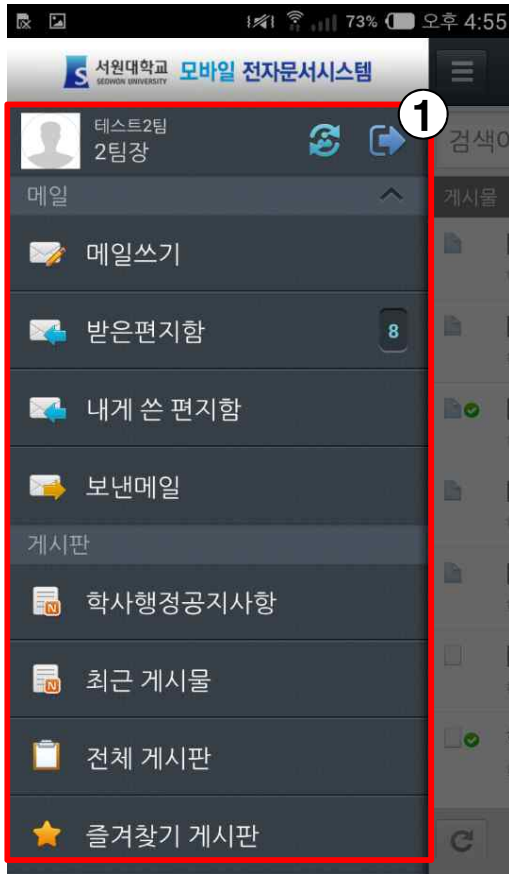 73% 오후 4:55
S 서원대학교 SEOWON UNIVERSITY 모바일 전자문서시스템
1
테스트2팀
2팀장
검색어
메일
게시물
메일쓰기
받은편지함 8
내게 쓴 편지함
보낸메일
게시판
학사행정공지사항
최근 게시물
전체 게시판
즐겨찾기 게시판